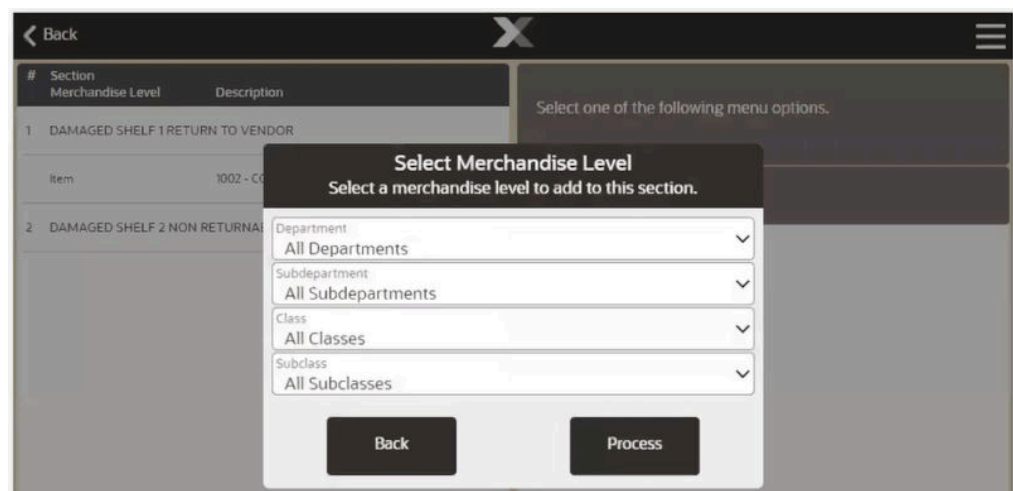 Back
# Section
Merchandise Level Description
Select one of the following menu options.
1 DAMAGED SHELF 1 RETURN TO VENDOR
Item 1002 - CO
2 DAMAGED SHELF 2 NON RETURNAB
Select Merchandise Level
Select a merchandise level to add to this section.
Department
All Departments
Subdepartment
All Subdepartments
Class
All Classes
Subclass
All Subclasses
Back Process